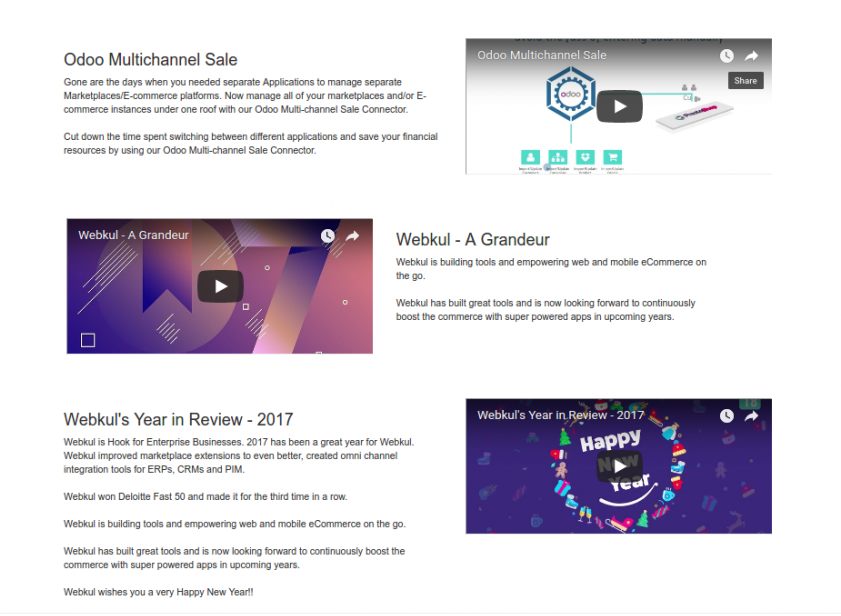 Odoo Multichannel Sale
Gone are the days when you needed separate Applications to manage separate
Marketplaces/E-commerce platforms. Now manage all of your marketplaces and/or E-
commerce instances under one roof with our Odoo Multi-channel Sale Connector.
Cut down the time spent switching between different applications and save your financial
resources by using our Odoo Multi-channel Sale Connector.
Odoo Multichannel Sale
Share
odoo
PrestaShop
Webkul - A Grandeur
Webkul - A Grandeur
Webkul is building tools and empowering web and mobile eCommerce on
the go.
Webkul has built great tools and is now looking forward to continuously
boost the commerce with super powered apps in upcoming years.
Webkul's Year in Review - 2017
Webkul is Hook for Enterprise Businesses. 2017 has been a great year for Webkul.
Webkul improved marketplace extensions to even better, created omni channel
integration tools for ERPs, CRMs and PIM.
Webkul won Deloitte Fast 50 and made it for the third time in a row.
Webkul is building tools and empowering web and mobile eCommerce on the go.
Webkul has built great tools and is now looking forward to continuously boost the
commerce with super powered apps in upcoming years.
Webkul wishes you a very Happy New Year!!
Webkul's Year in Review - 2017
18
Happy
New
Year